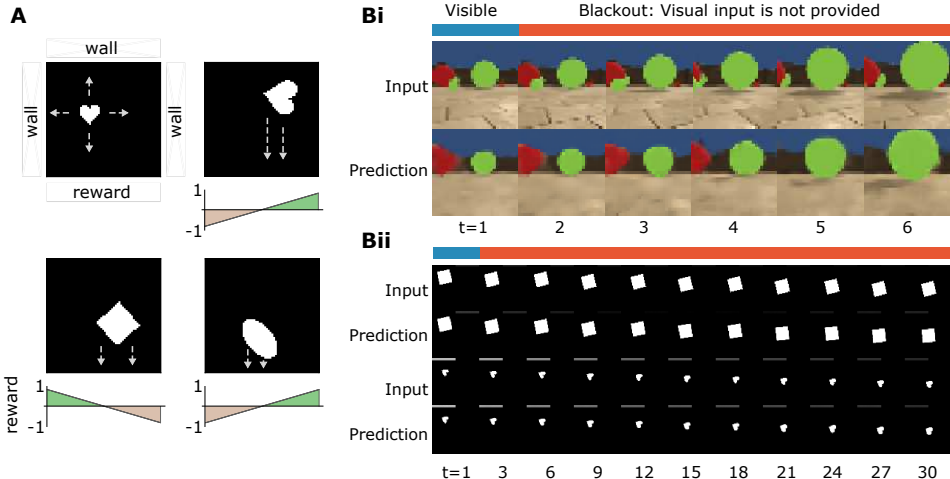 A
wall
wall
wall
reward
-1
reward
1
-1
1
-1
Bi
Visible
Blackout: Visual input is not provided
Input
Prediction
t=1 2 3 4 5 6
Bii
Input
Prediction
Input
Prediction
t=1 3 6 9 12 15 18 21 24 27 30